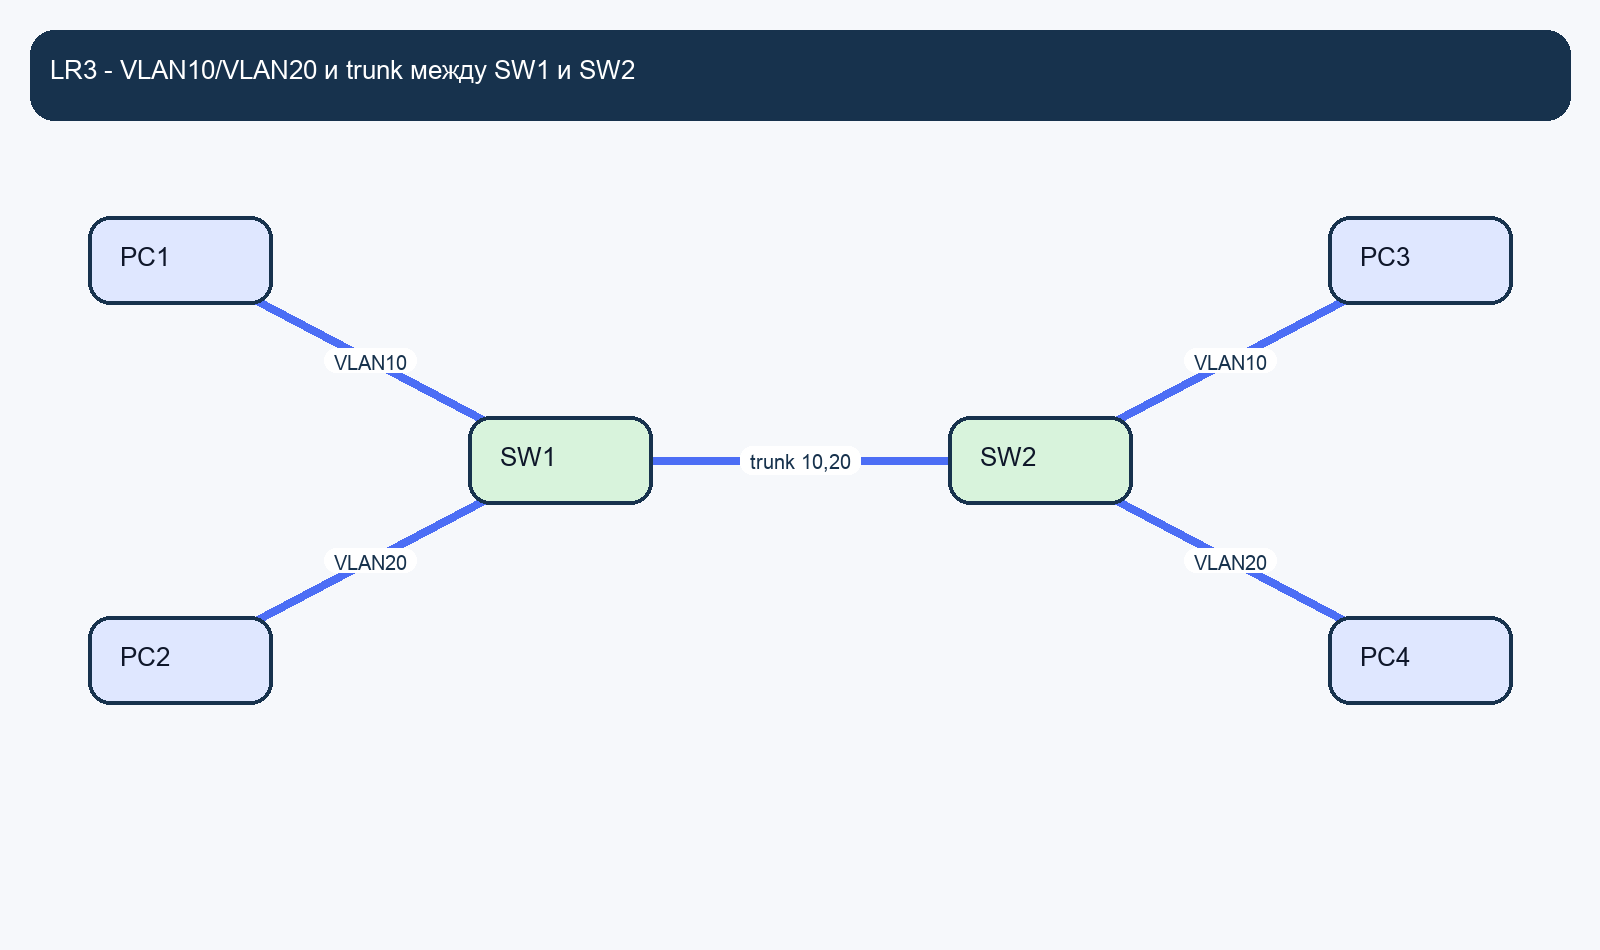 LR3 - VLAN10/VLAN20 и trunk между SW1 и SW2
PC1
PC3
VLAN10
VLAN10
SW1
trunk 10,20
SW2
VLAN20
VLAN20
PC2
PC4